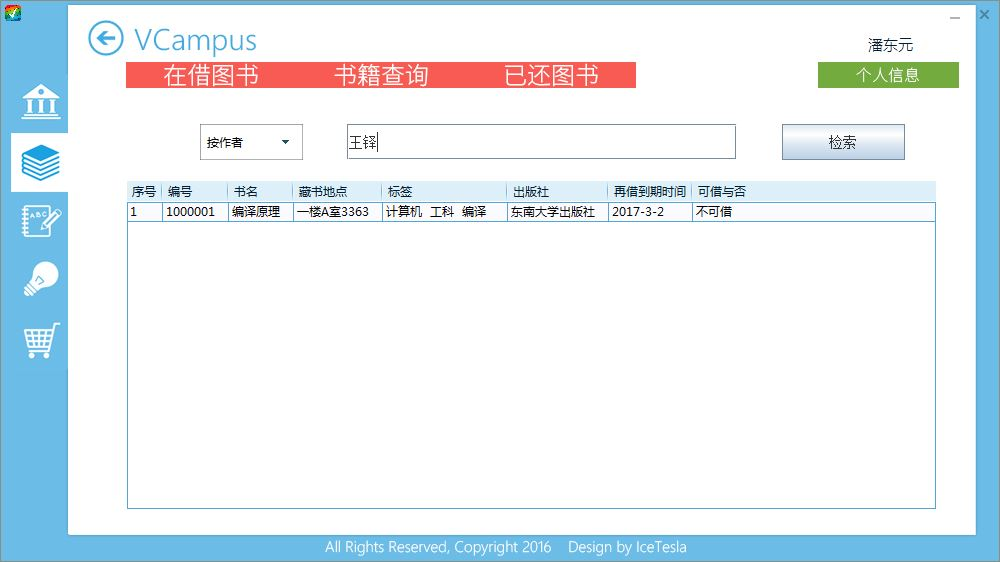 VCampus
潘东元
在借图书 书籍查询 已还图书 个人信息
按作者 王铎 检索
序号 编号 书名 藏书地点 标签 出版社 再借到期时间 可借与否
1 1000001 编译原理 一楼A室3363 计算机 工科 编译 东南大学出版社 2017-3-2 不可借
ABC
All Rights Reserved, Copyright 2016 Design by IceTesla